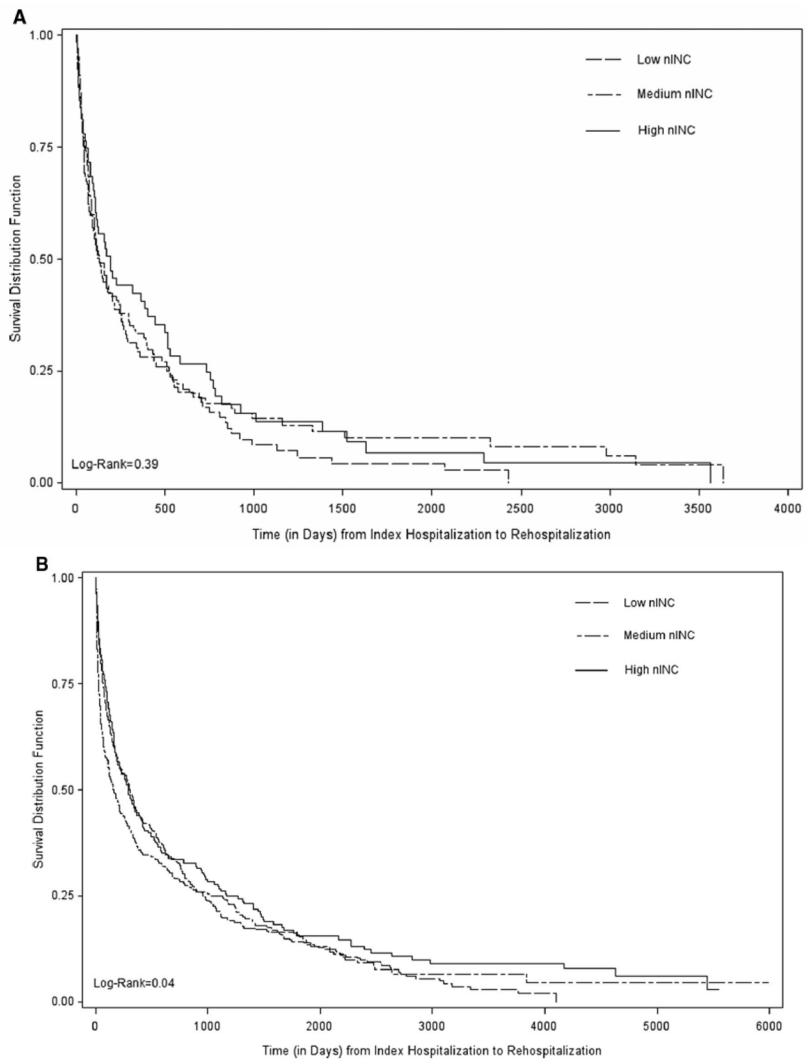 A
1.00
0.75
0.50
0.25
0.00
Survival Distribution Function
Low nINC
Medium nINC
High nINC
Log-Rank=0.39
0 500 1000 1500 2000 2500 3000 3500 4000
Time (in Days) from Index Hospitalization to Rehospitalization
B
1.00
0.75
0.50
0.25
0.00
Survival Distribution Function
Low nINC
Medium nINC
High nINC
Log-Rank=0.04
0 1000 2000 3000 4000 5000 6000
Time (in Days) from Index Hospitalization to Rehospitalization